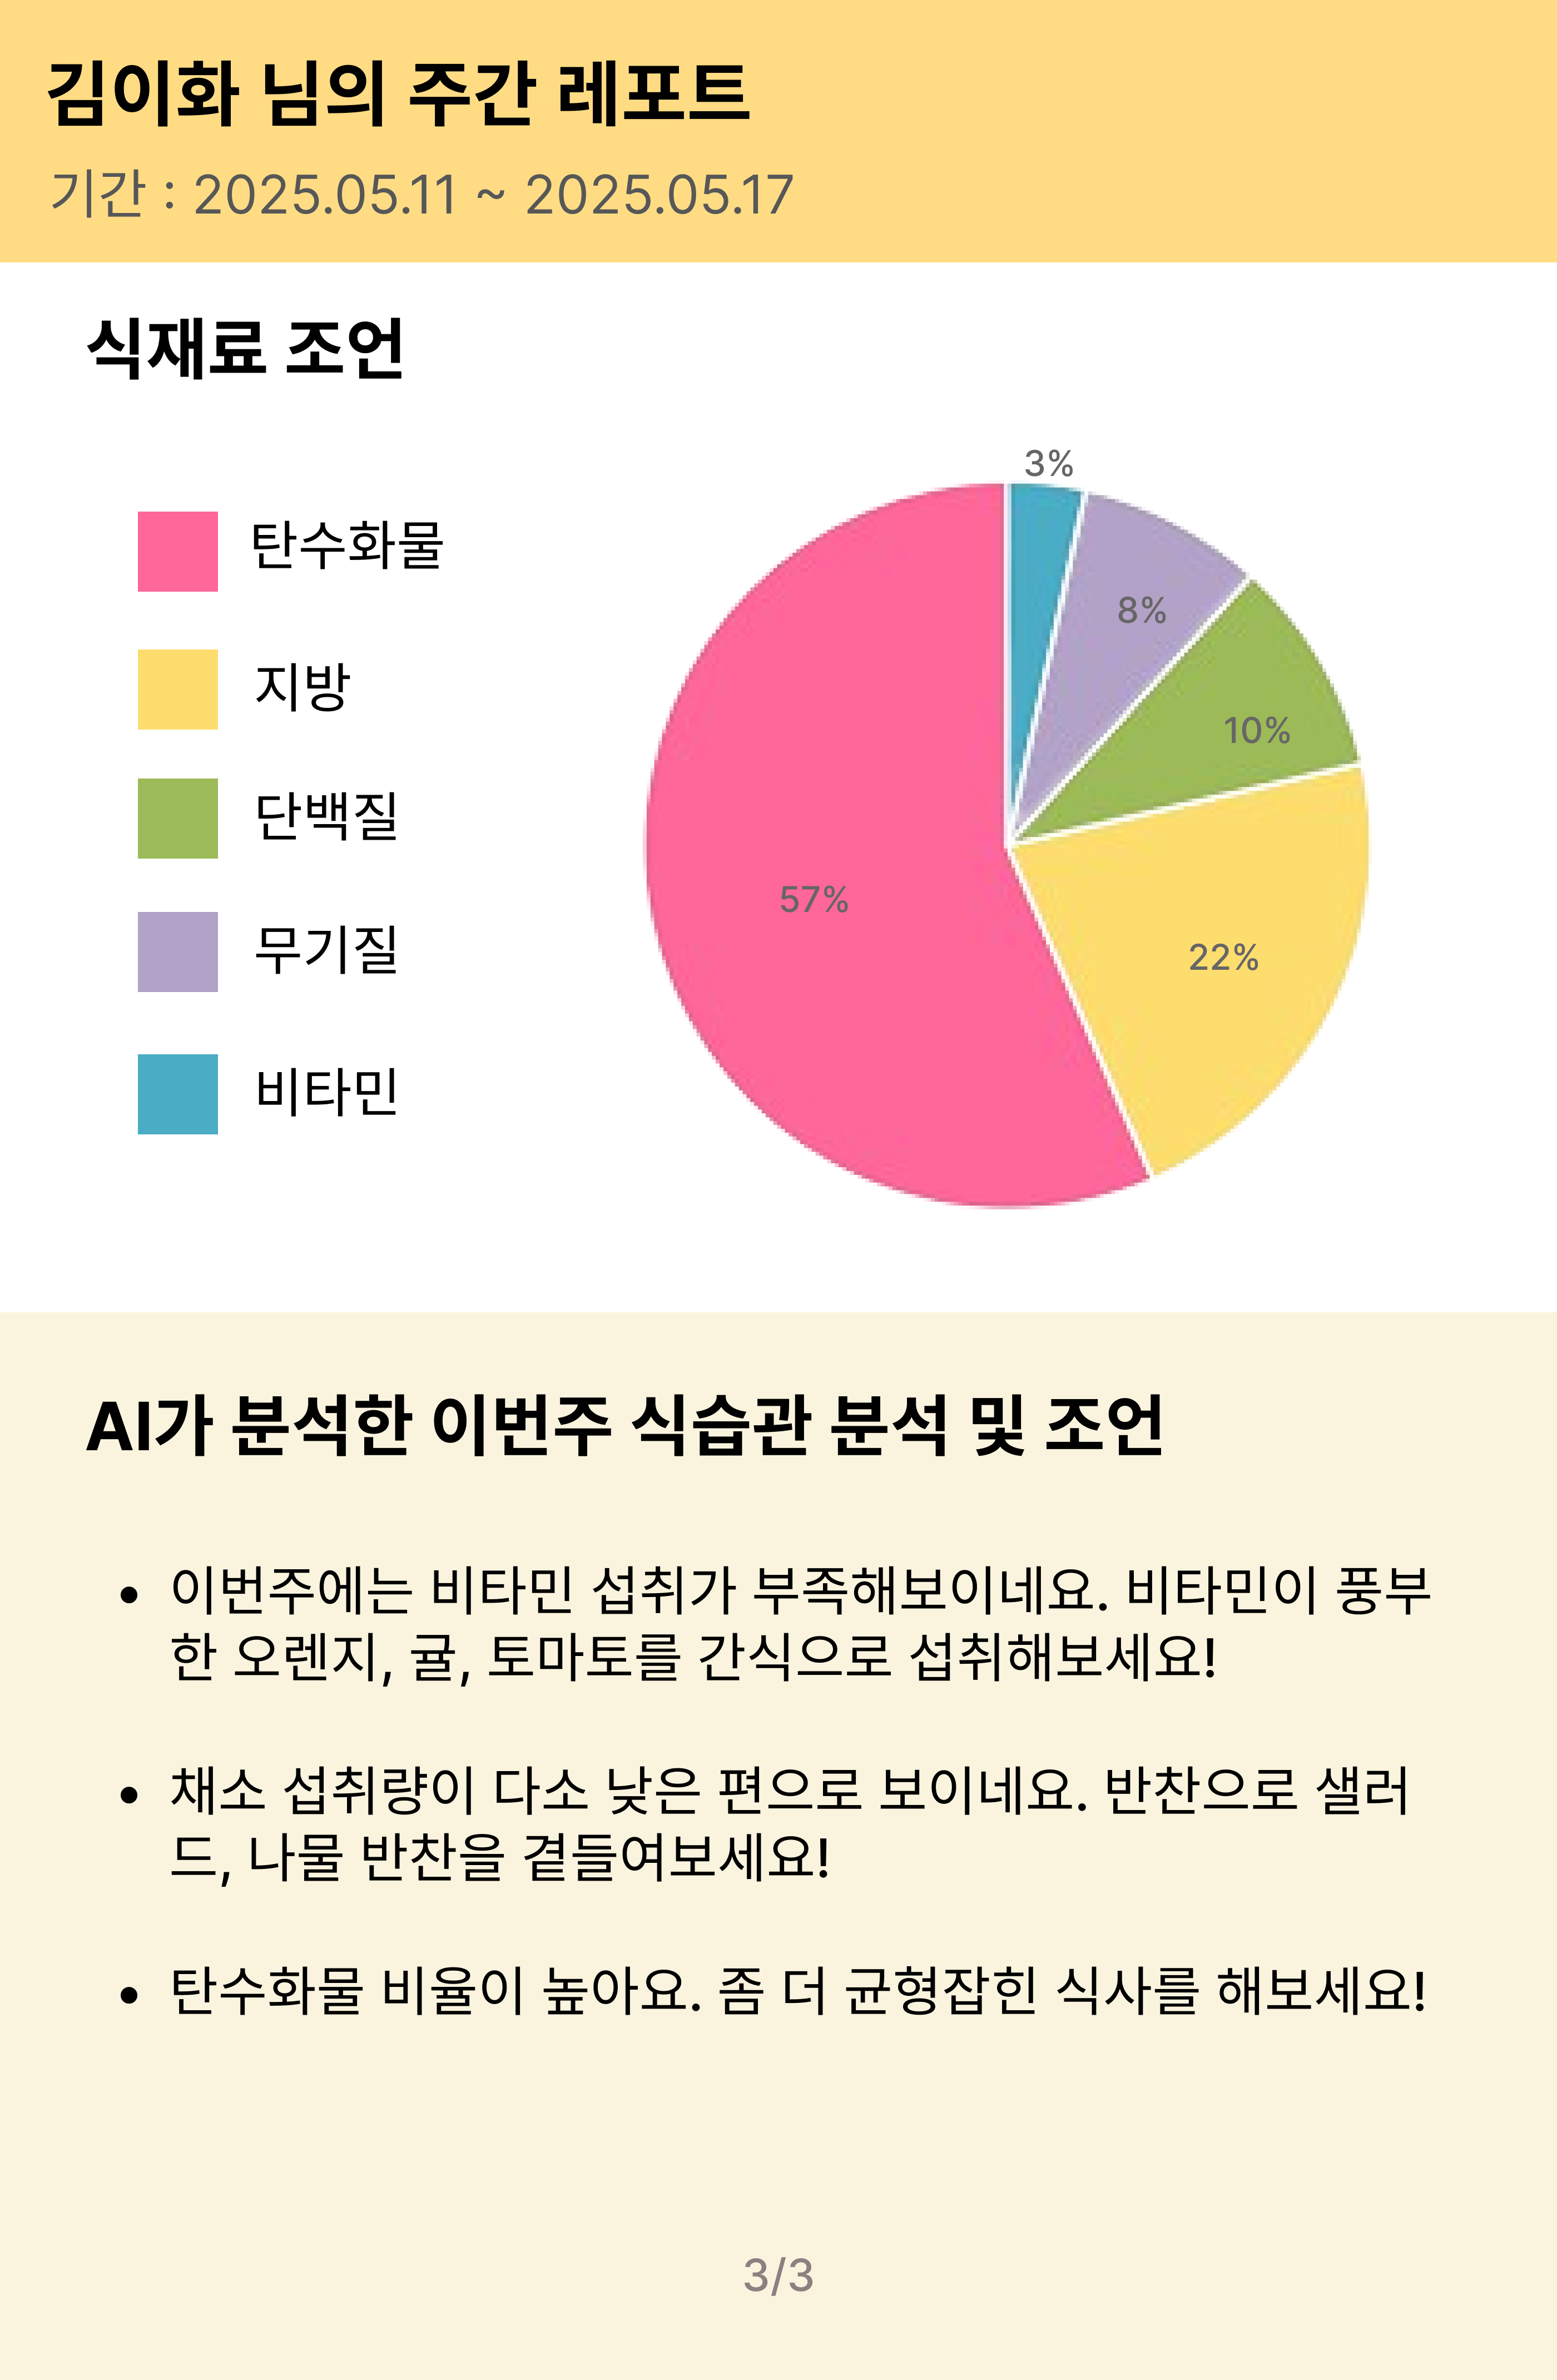 김이화 님의 주간 레포트
기간 : 2025.05.11 ~ 2025.05.17
식재료 조언
탄수화물
지방
단백질
무기질
비타민
3%
8%
10%
57%
22%
AI가 분석한 이번주 식습관 분석 및 조언
• 이번주에는 비타민 섭취가 부족해보이네요. 비타민이 풍부
한 오렌지, 귤, 토마토를 간식으로 섭취해보세요!
• 채소 섭취량이 다소 낮은 편으로 보이네요. 반찬으로 샐러
드, 나물 반찬을 곁들여보세요!
• 탄수화물 비율이 높아요. 좀 더 균형잡힌 식사를 해보세요!
3/3